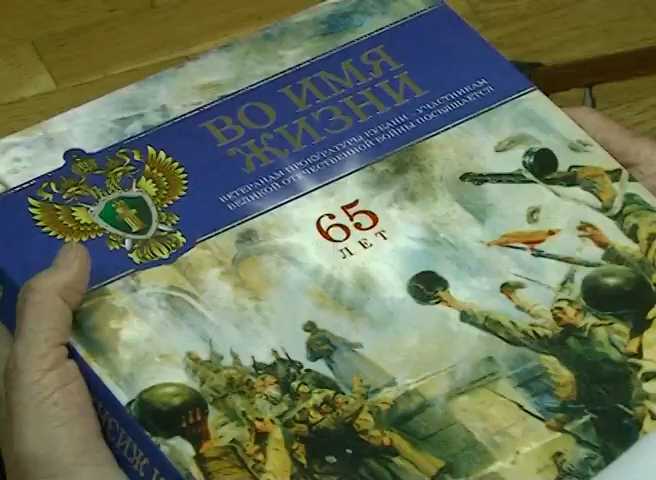 ВО ИМЯ
ЖИЗНИ
ВЕТЕРАНАМ ПРОКУРАТУРЫ КУБАНИ - УЧАСТНИКАМ
ВЕЛИКОЙ ОТЕЧЕСТВЕННОЙ ВОЙНЫ ПОСВЯЩАЕТСЯ
65
ЛЕТ